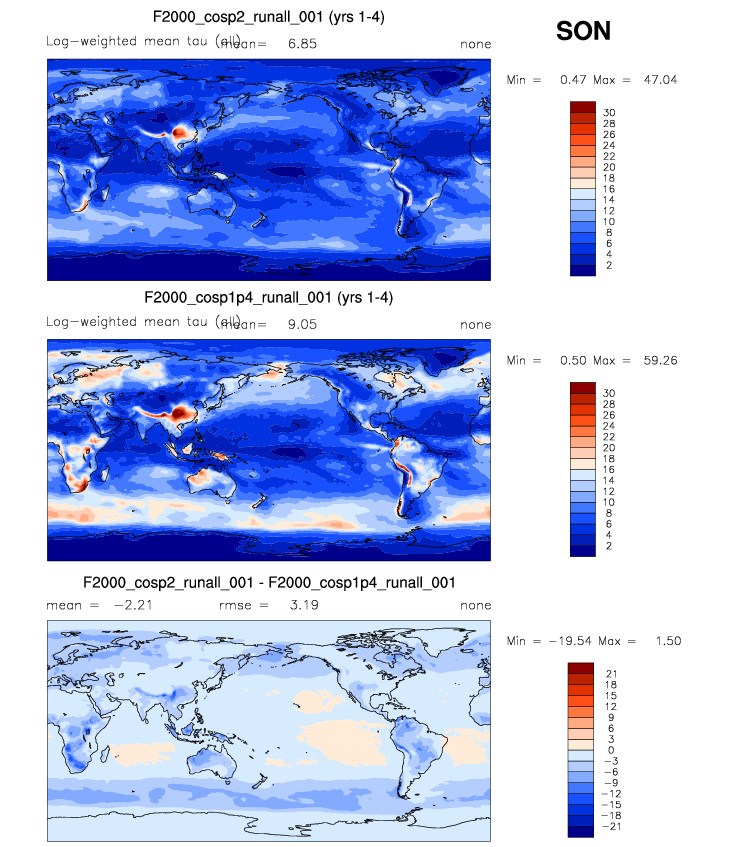 F2000_cosp2_runall_001 (yrs 1-4)
SON
Log-weighted mean tau (all)
mean= 6.85
none
Min = 0.47 Max = 47.04
30
28
26
24
22
20
18
16
14
12
10
8
6
4
2
F2000_cosp1p4_runall_001 (yrs 1-4)
Log-weighted mean tau (all)
mean= 9.05
none
Min = 0.50 Max = 59.26
30
28
26
24
22
20
18
16
14
12
10
8
6
4
2
F2000_cosp2_runall_001 - F2000_cosp1p4_runall_001
mean = -2.21
rmse = 3.19
none
Min = -19.54 Max = 1.50
21
18
15
12
9
6
3
0
-3
-6
-9
-12
-15
-18
-21